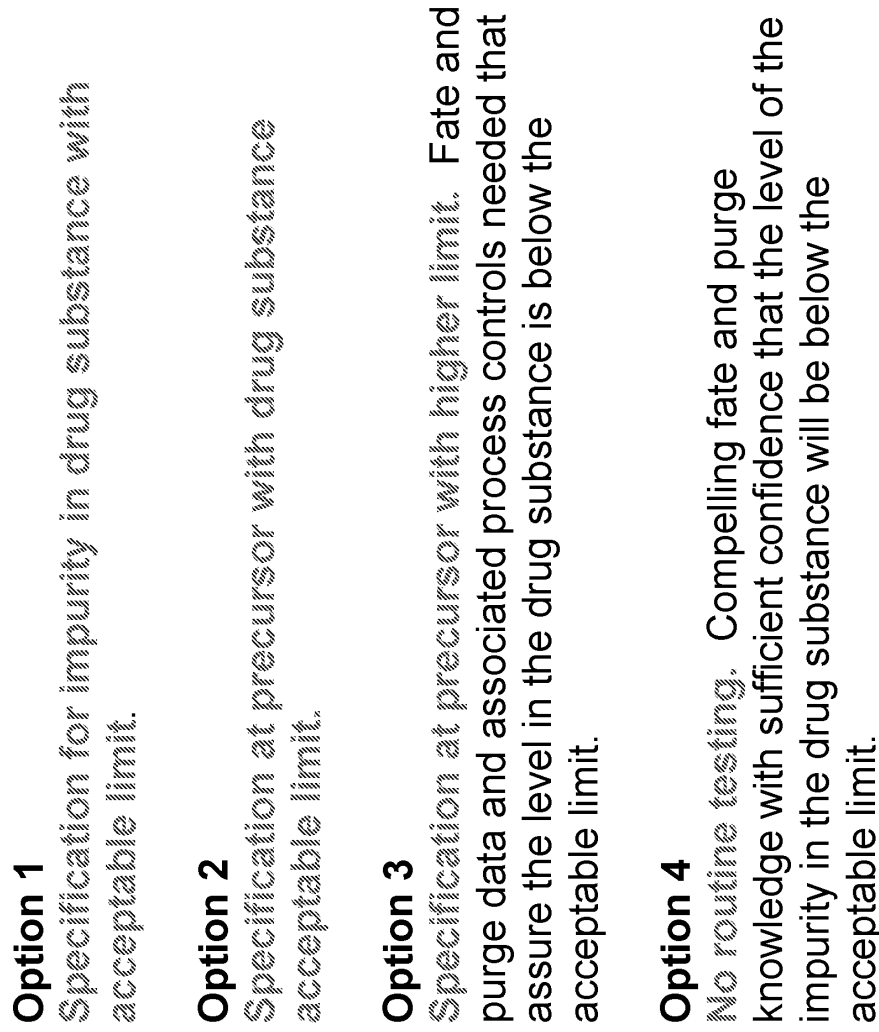 Option 1
Specification for impurity in drug substance with
acceptable limit.
Option 2
Specification at precursor with drug substance
acceptable limit.
Option 3
Specification at precursor with higher limit. Fate and
purge data and associated process controls needed that
assure the level in the drug substance is below the
acceptable limit.
Option 4
No routine testing. Compelling fate and purge
knowledge with sufficient confidence that the level of the
impurity in the drug substance will be below the
acceptable limit.